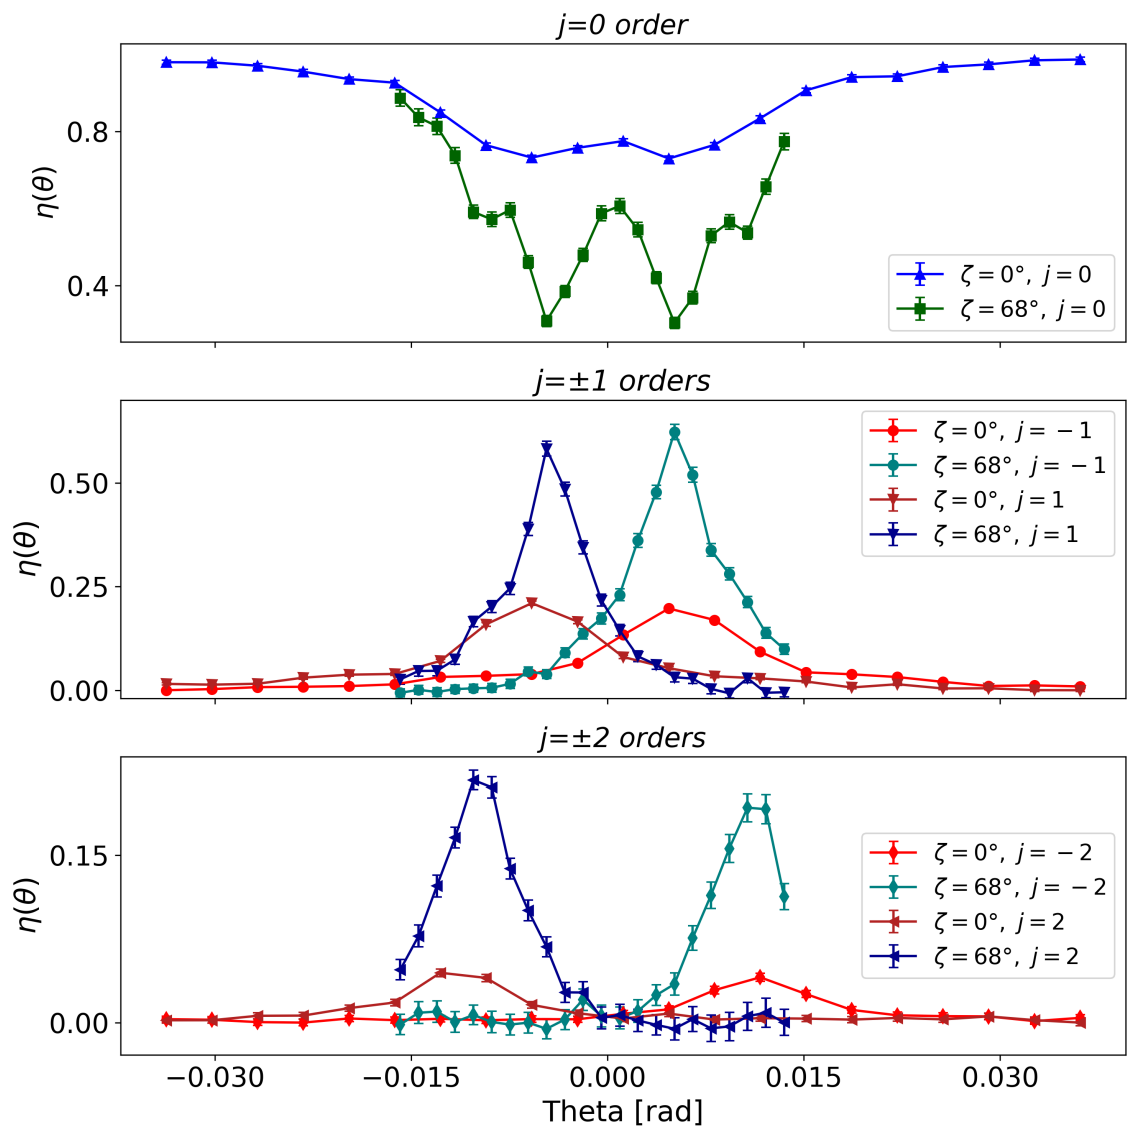 j=0 order
0.8
0.4
η(θ)
ζ = 0°, j = 0
ζ = 68°, j = 0
j=±1 orders
0.50
0.25
0.00
η(θ)
ζ = 0°, j = −1
ζ = 68°, j = −1
ζ = 0°, j = 1
ζ = 68°, j = 1
j=±2 orders
0.15
0.00
η(θ)
ζ = 0°, j = −2
ζ = 68°, j = −2
ζ = 0°, j = 2
ζ = 68°, j = 2
−0.030 −0.015 0.000 0.015 0.030
Theta [rad]